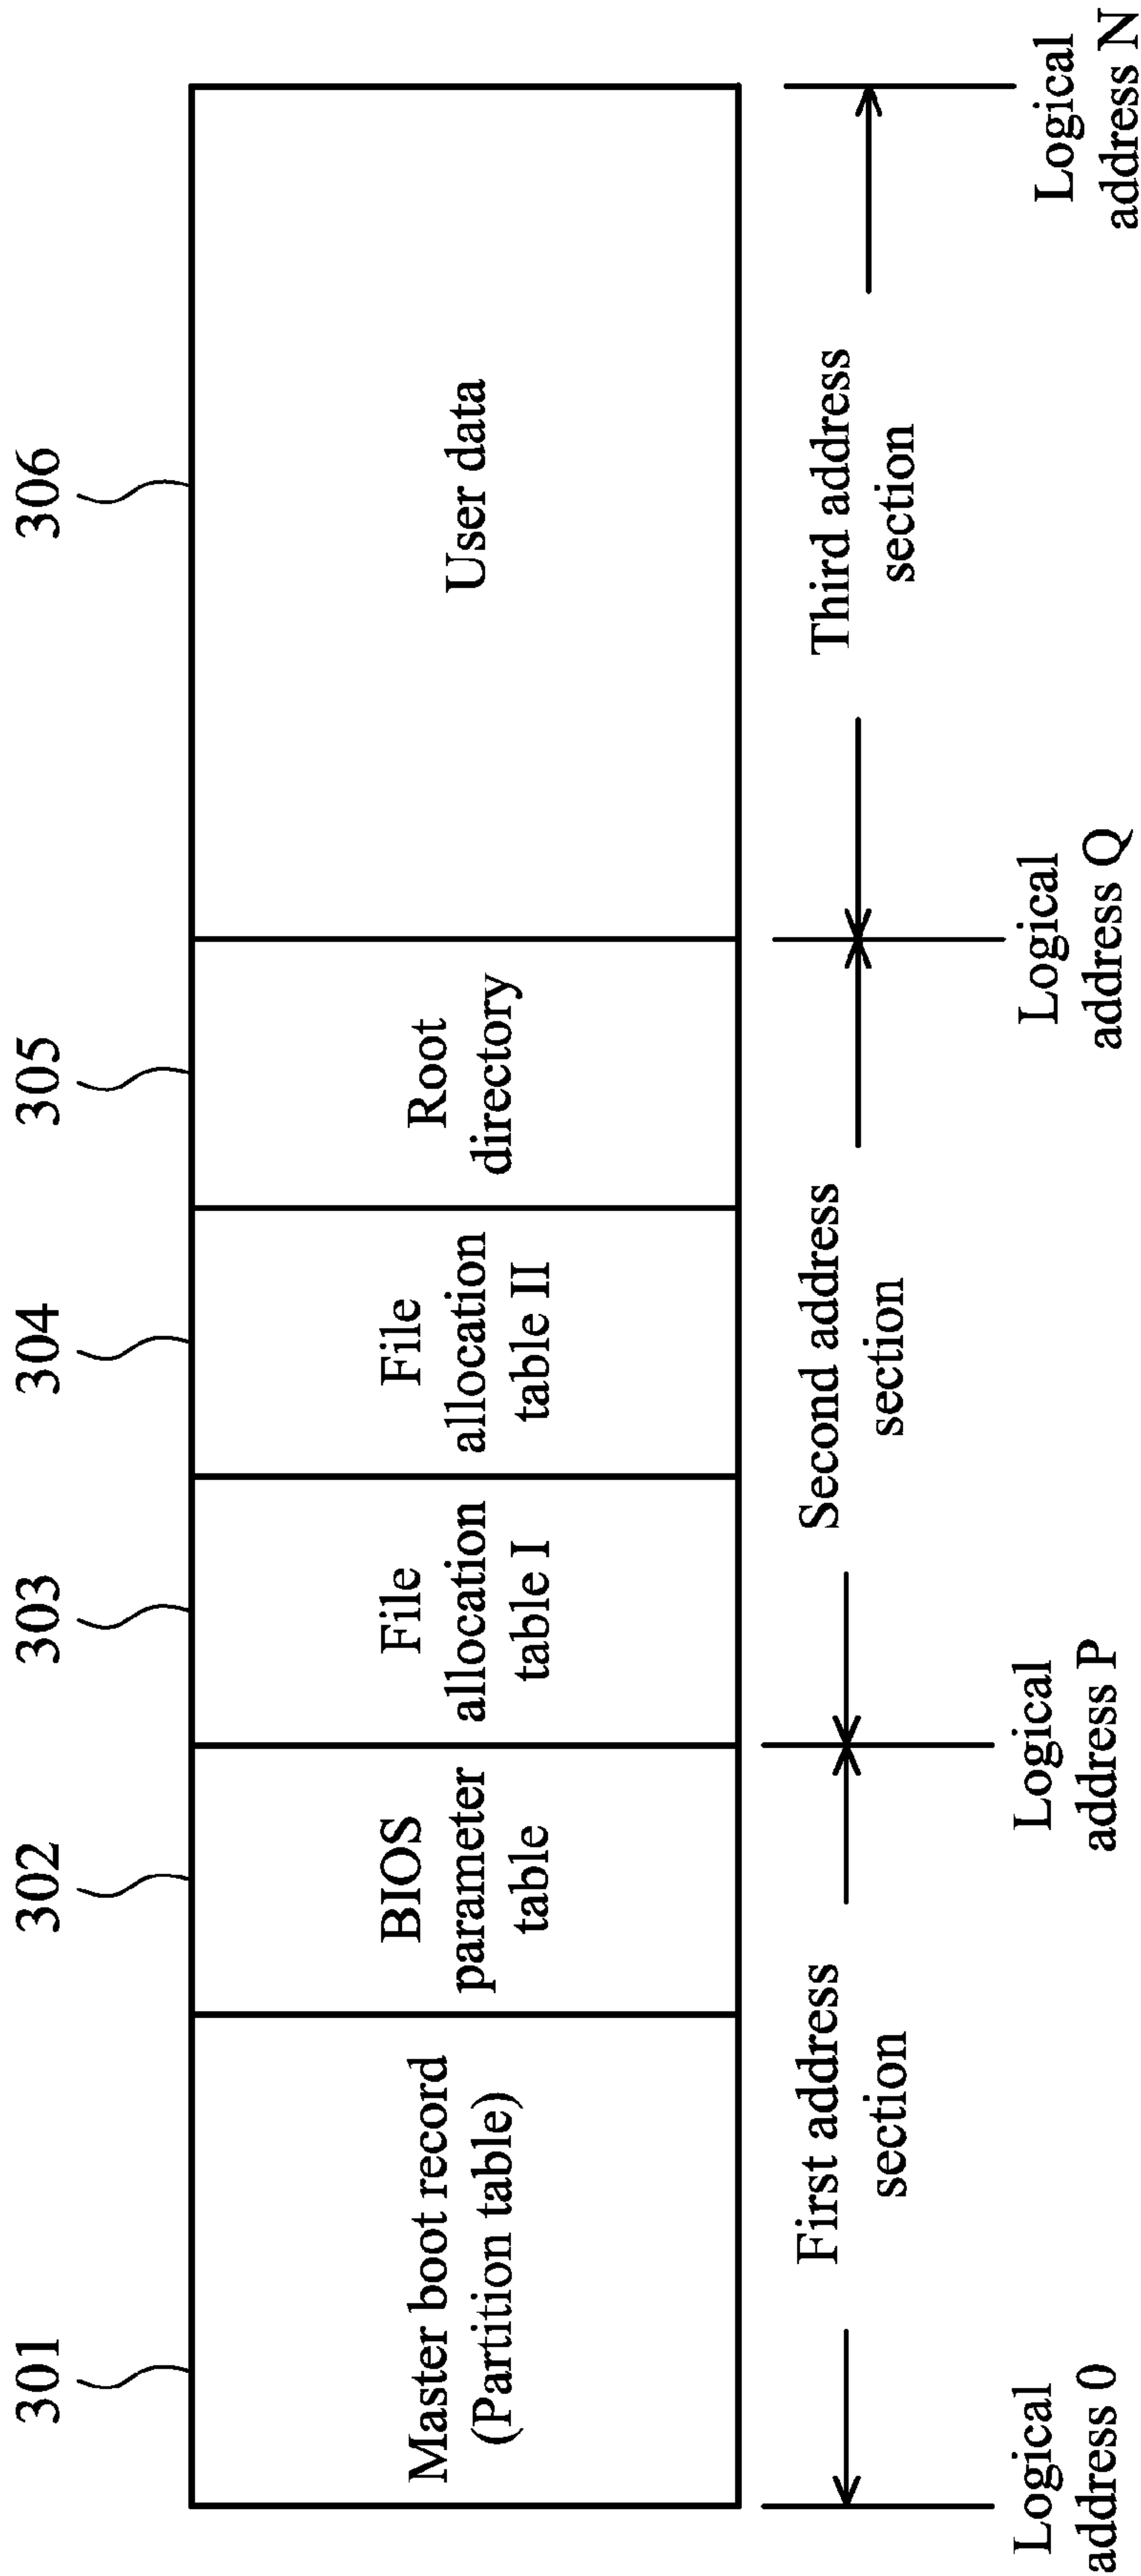 301
302
303
304
305
306
Master boot record
(Partition table)
BIOS
parameter
table
File
allocation
table I
File
allocation
table II
Root
directory
User data
First address
section
Second address
section
Third address
section
Logical
address 0
Logical
address P
Logical
address Q
Logical
address N